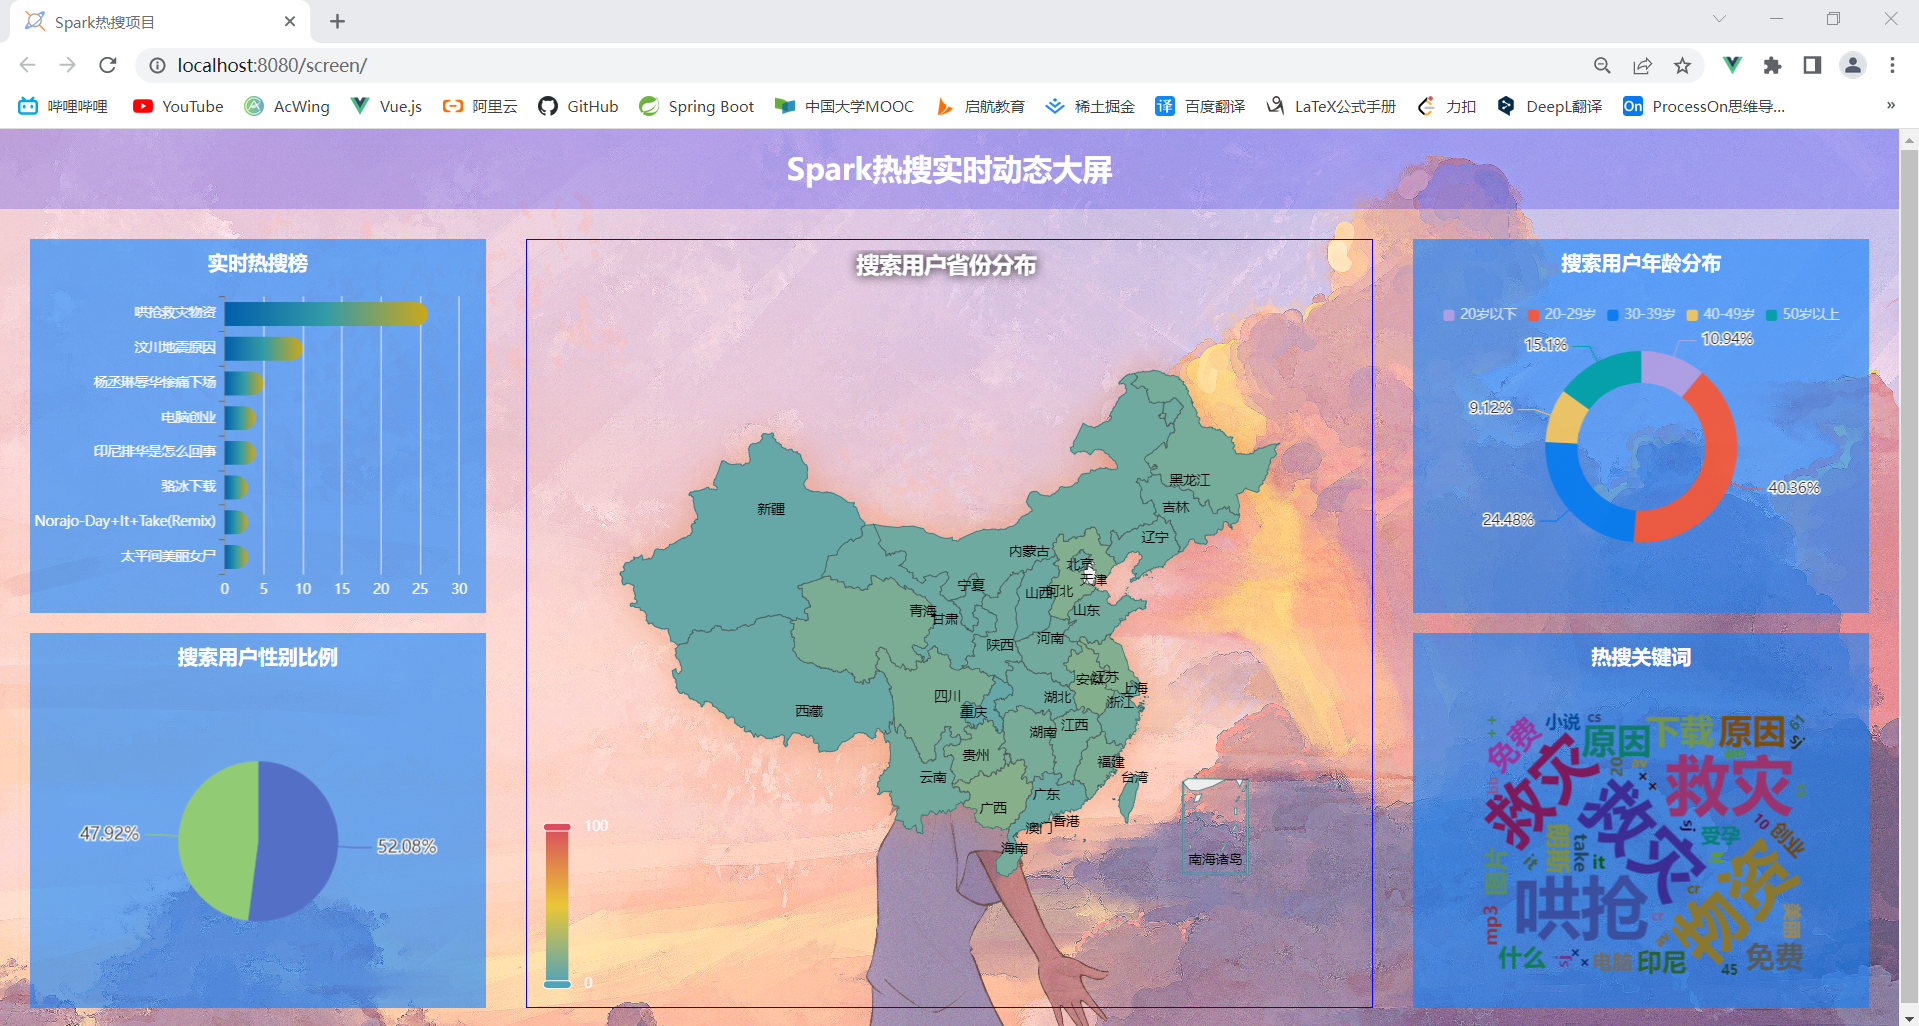 Spark热搜项目
localhost:8080/screen/
哔哩哔哩 YouTube AcWing Vue.js 阿里云 GitHub Spring Boot 中国大学MOOC 启航教育 稀土掘金 百度翻译 LaTeX公式手册 力扣 DeepL翻译 ProcessOn思维导... »
Spark热搜实时动态大屏
实时热搜榜
哄抢救灾物资
汶川地震原因
杨丞琳辱华惨痛下场
电脑创业
印尼排华是怎么回事
骆冰下载
Norajo-Day+It+Take(Remix)
太平间美丽女尸
0 5 10 15 20 25 30
搜索用户性别比例
47.92%
52.08%
搜索用户省份分布
黑龙江
新疆
吉林
辽宁
内蒙古
北京
天津
宁夏
山西
河北
青海
甘肃
山东
河南
陕西
江苏
安徽
上海
四川
湖北
浙江
重庆
西藏
江西
湖南
贵州
福建
云南
台湾
广东
广西
香港
澳门
海南
南海诸岛
100
0
搜索用户年龄分布
20岁以下 20-29岁 30-39岁 40-49岁 50岁以上
10.94%
15.1%
9.12%
40.36%
24.48%
热搜关键词
小说 cs
免费
原因
下载
原因
19
sj
救灾
救灾
救灾
20
10
创业
受孕
sj
take
it
图片
哄抢
物资
cr
mp3
美丽
什么
sj
电脑
印尼
45
免费